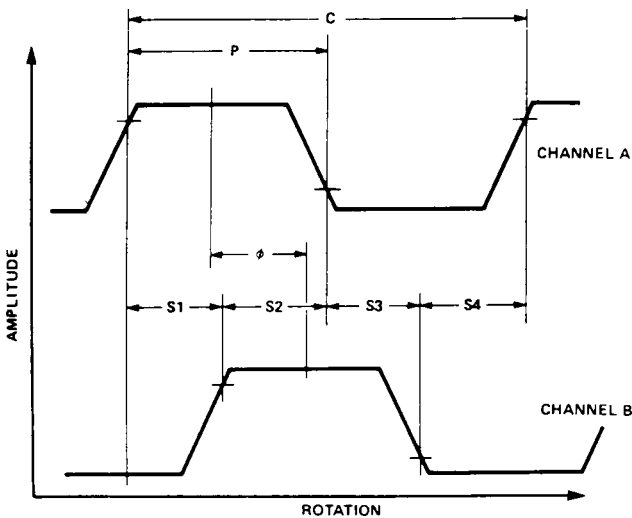 C
P
CHANNEL A
ϕ
S1 S2 S3 S4
AMPLITUDE
CHANNEL B
ROTATION